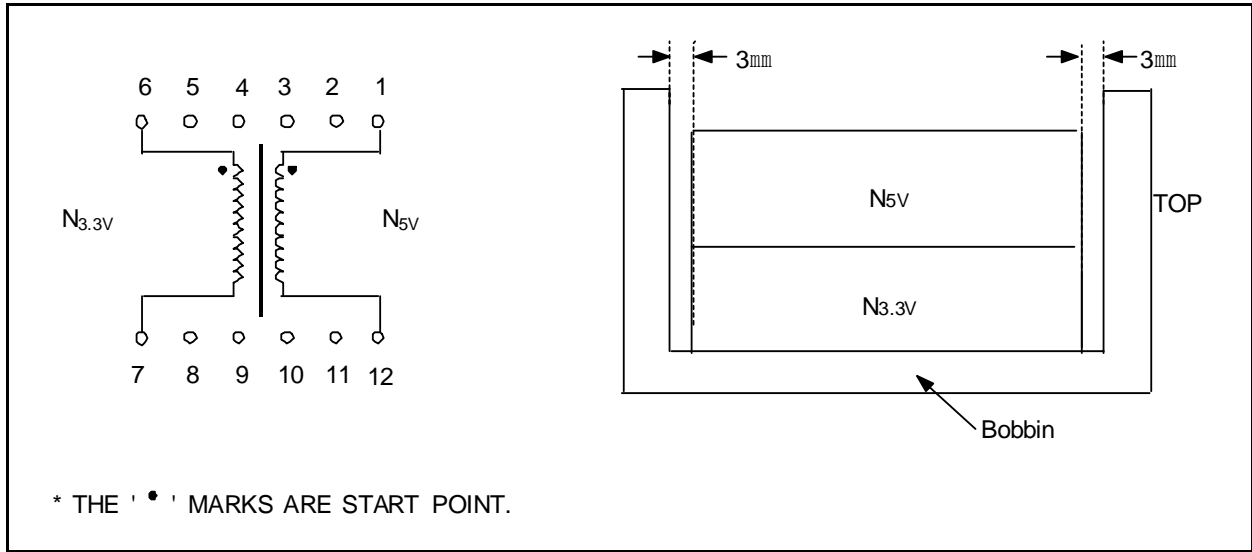 6 5 4 3 2 1
N3.3V
N5V
7 8 9 10 11 12
3㎜
3㎜
N5V
TOP
N3.3V
Bobbin
* THE ' • ' MARKS ARE START POINT.